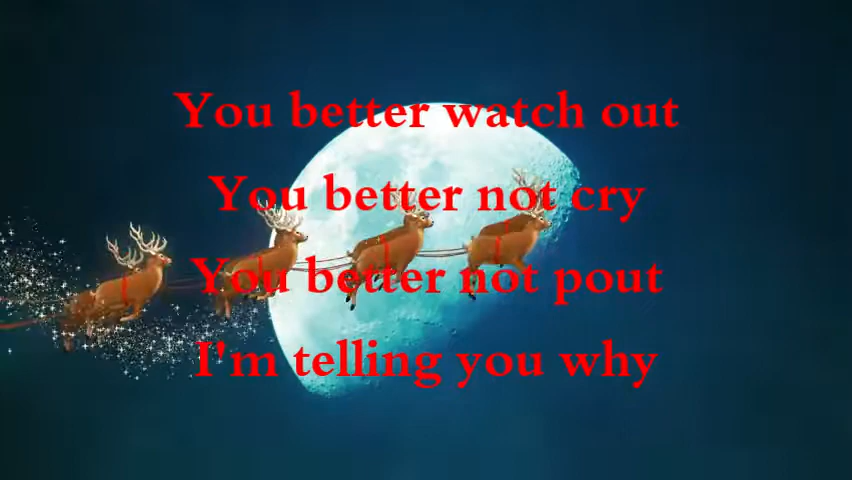 You better watch out
You better not cry
You better not pout
I'm telling you why